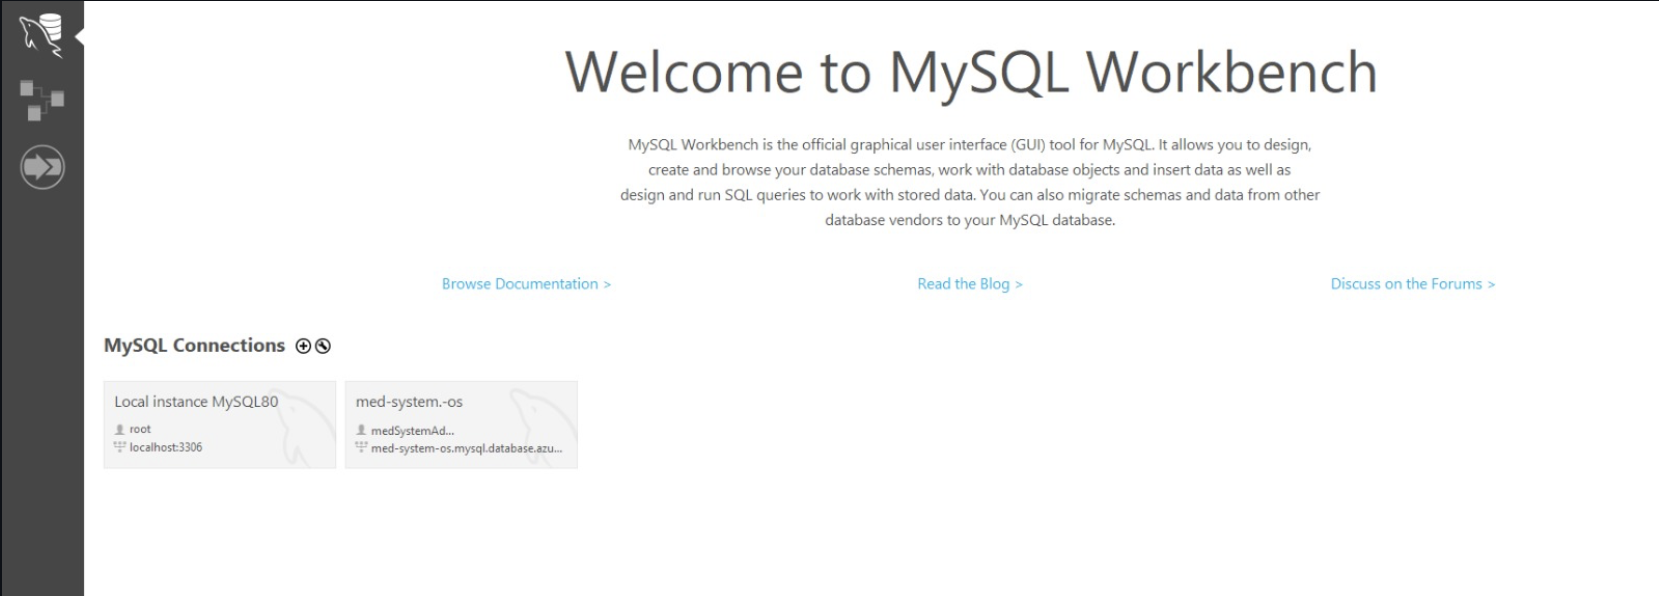 Welcome to MySQL Workbench
MySQL Workbench is the official graphical user interface (GUI) tool for MySQL. It allows you to design,
create and browse your database schemas, work with database objects and insert data as well as
design and run SQL queries to work with stored data. You can also migrate schemas and data from other
database vendors to your MySQL database.
Browse Documentation >
Read the Blog >
Discuss on the Forums >
MySQL Connections
Local instance MySQL80
root
localhost:3306
med-system.-os
medSystemAd...
med-system-os.mysql.database.azu...